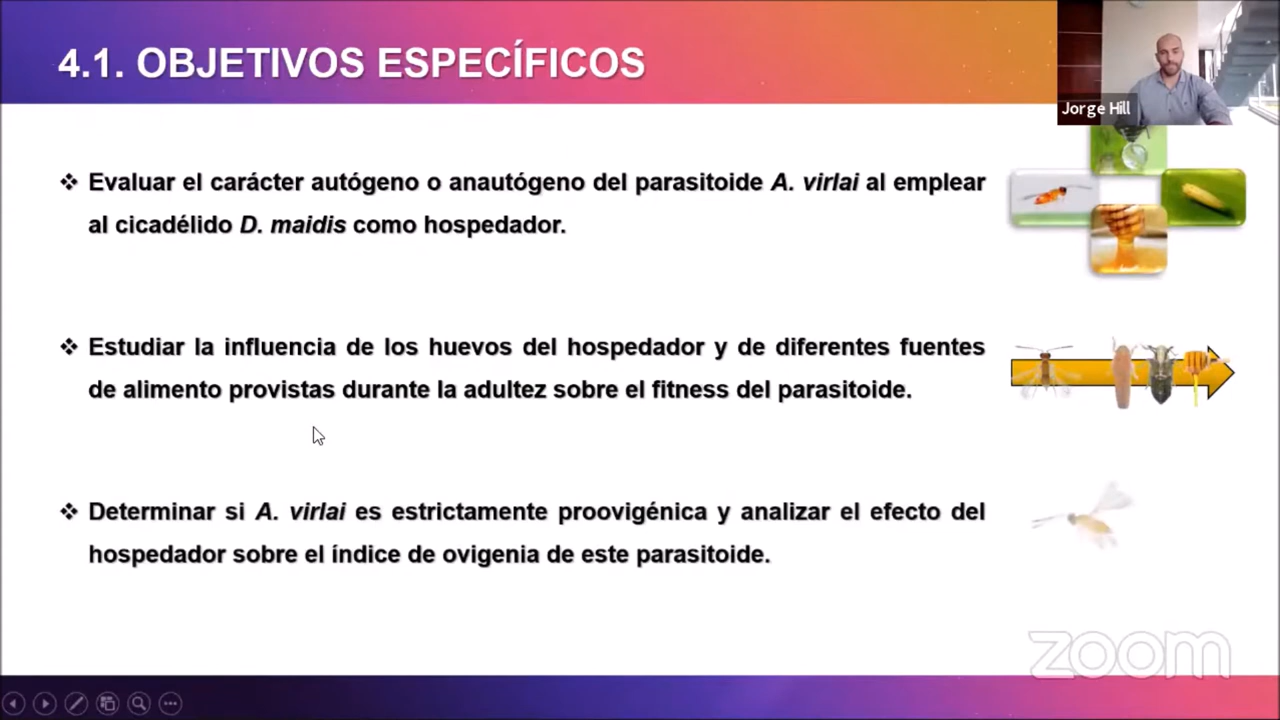 4.1. OBJETIVOS ESPECÍFICOS
Jorge Hill
❖ Evaluar el carácter autógeno o anautógeno del parasitoide A. virlai al emplear
al cicadélido D. maidis como hospedador.
❖ Estudiar la influencia de los huevos del hospedador y de diferentes fuentes
de alimento provistas durante la adultez sobre el fitness del parasitoide.
❖ Determinar si A. virlai es estrictamente proovigénica y analizar el efecto del
hospedador sobre el índice de ovigenia de este parasitoide.
zoom